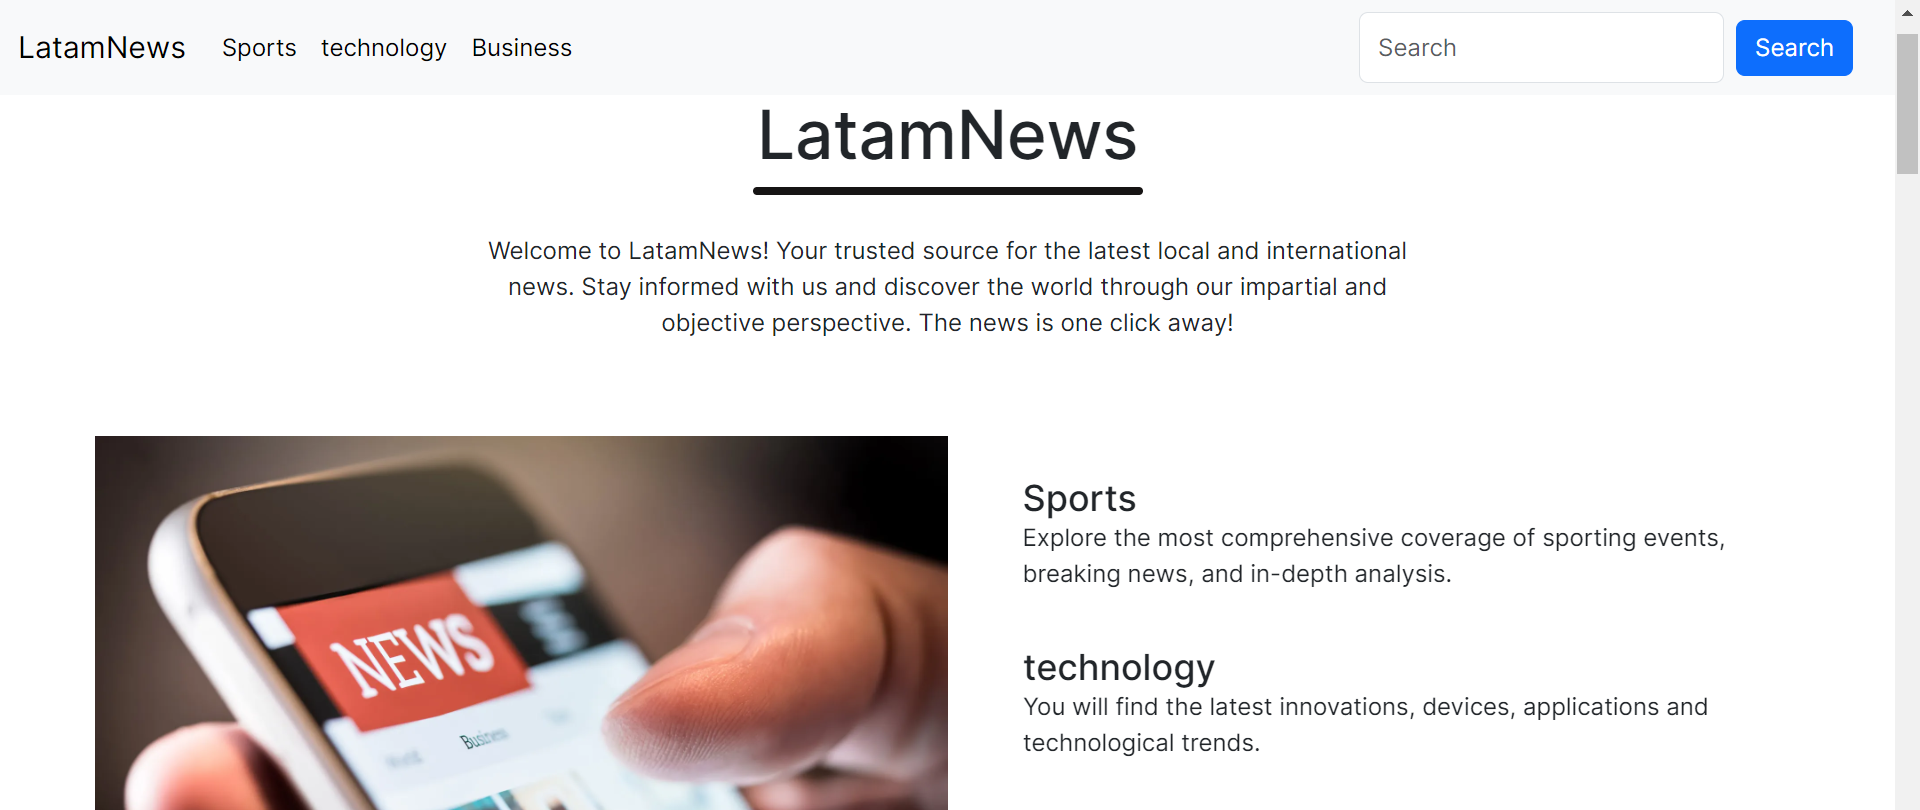 LatamNews
Sports
technology
Business
Search
Search
LatamNews
Welcome to LatamNews! Your trusted source for the latest local and international
news. Stay informed with us and discover the world through our impartial and
objective perspective. The news is one click away!
NEWS
World
Business
Sports
Explore the most comprehensive coverage of sporting events,
breaking news, and in-depth analysis.
technology
You will find the latest innovations, devices, applications and
technological trends.